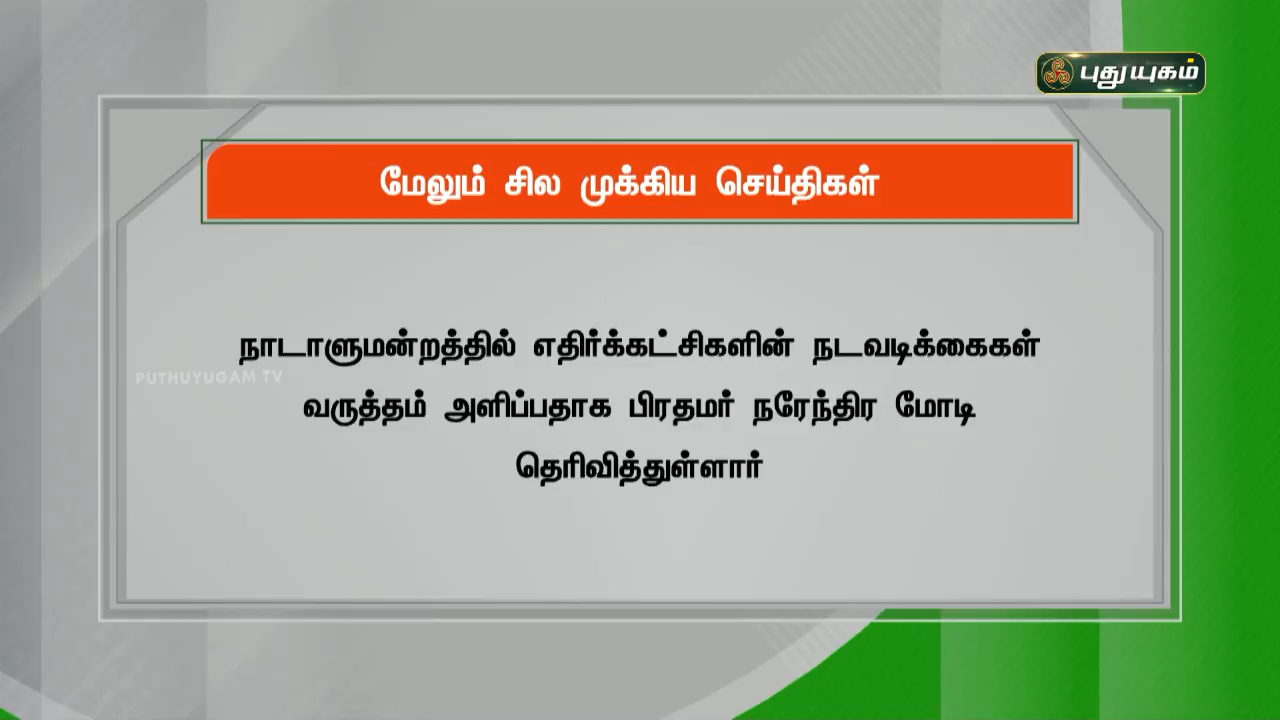 புதுயுகம்
மேலும் சில முக்கிய செய்திகள்
நாடாளுமன்றத்தில் எதிர்க்கட்சிகளின் நடவடிக்கைகள்
PUTHUYUGAM TV
வருத்தம் அளிப்பதாக பிரதமர் நரேந்திர மோடி
தெரிவித்துள்ளார்